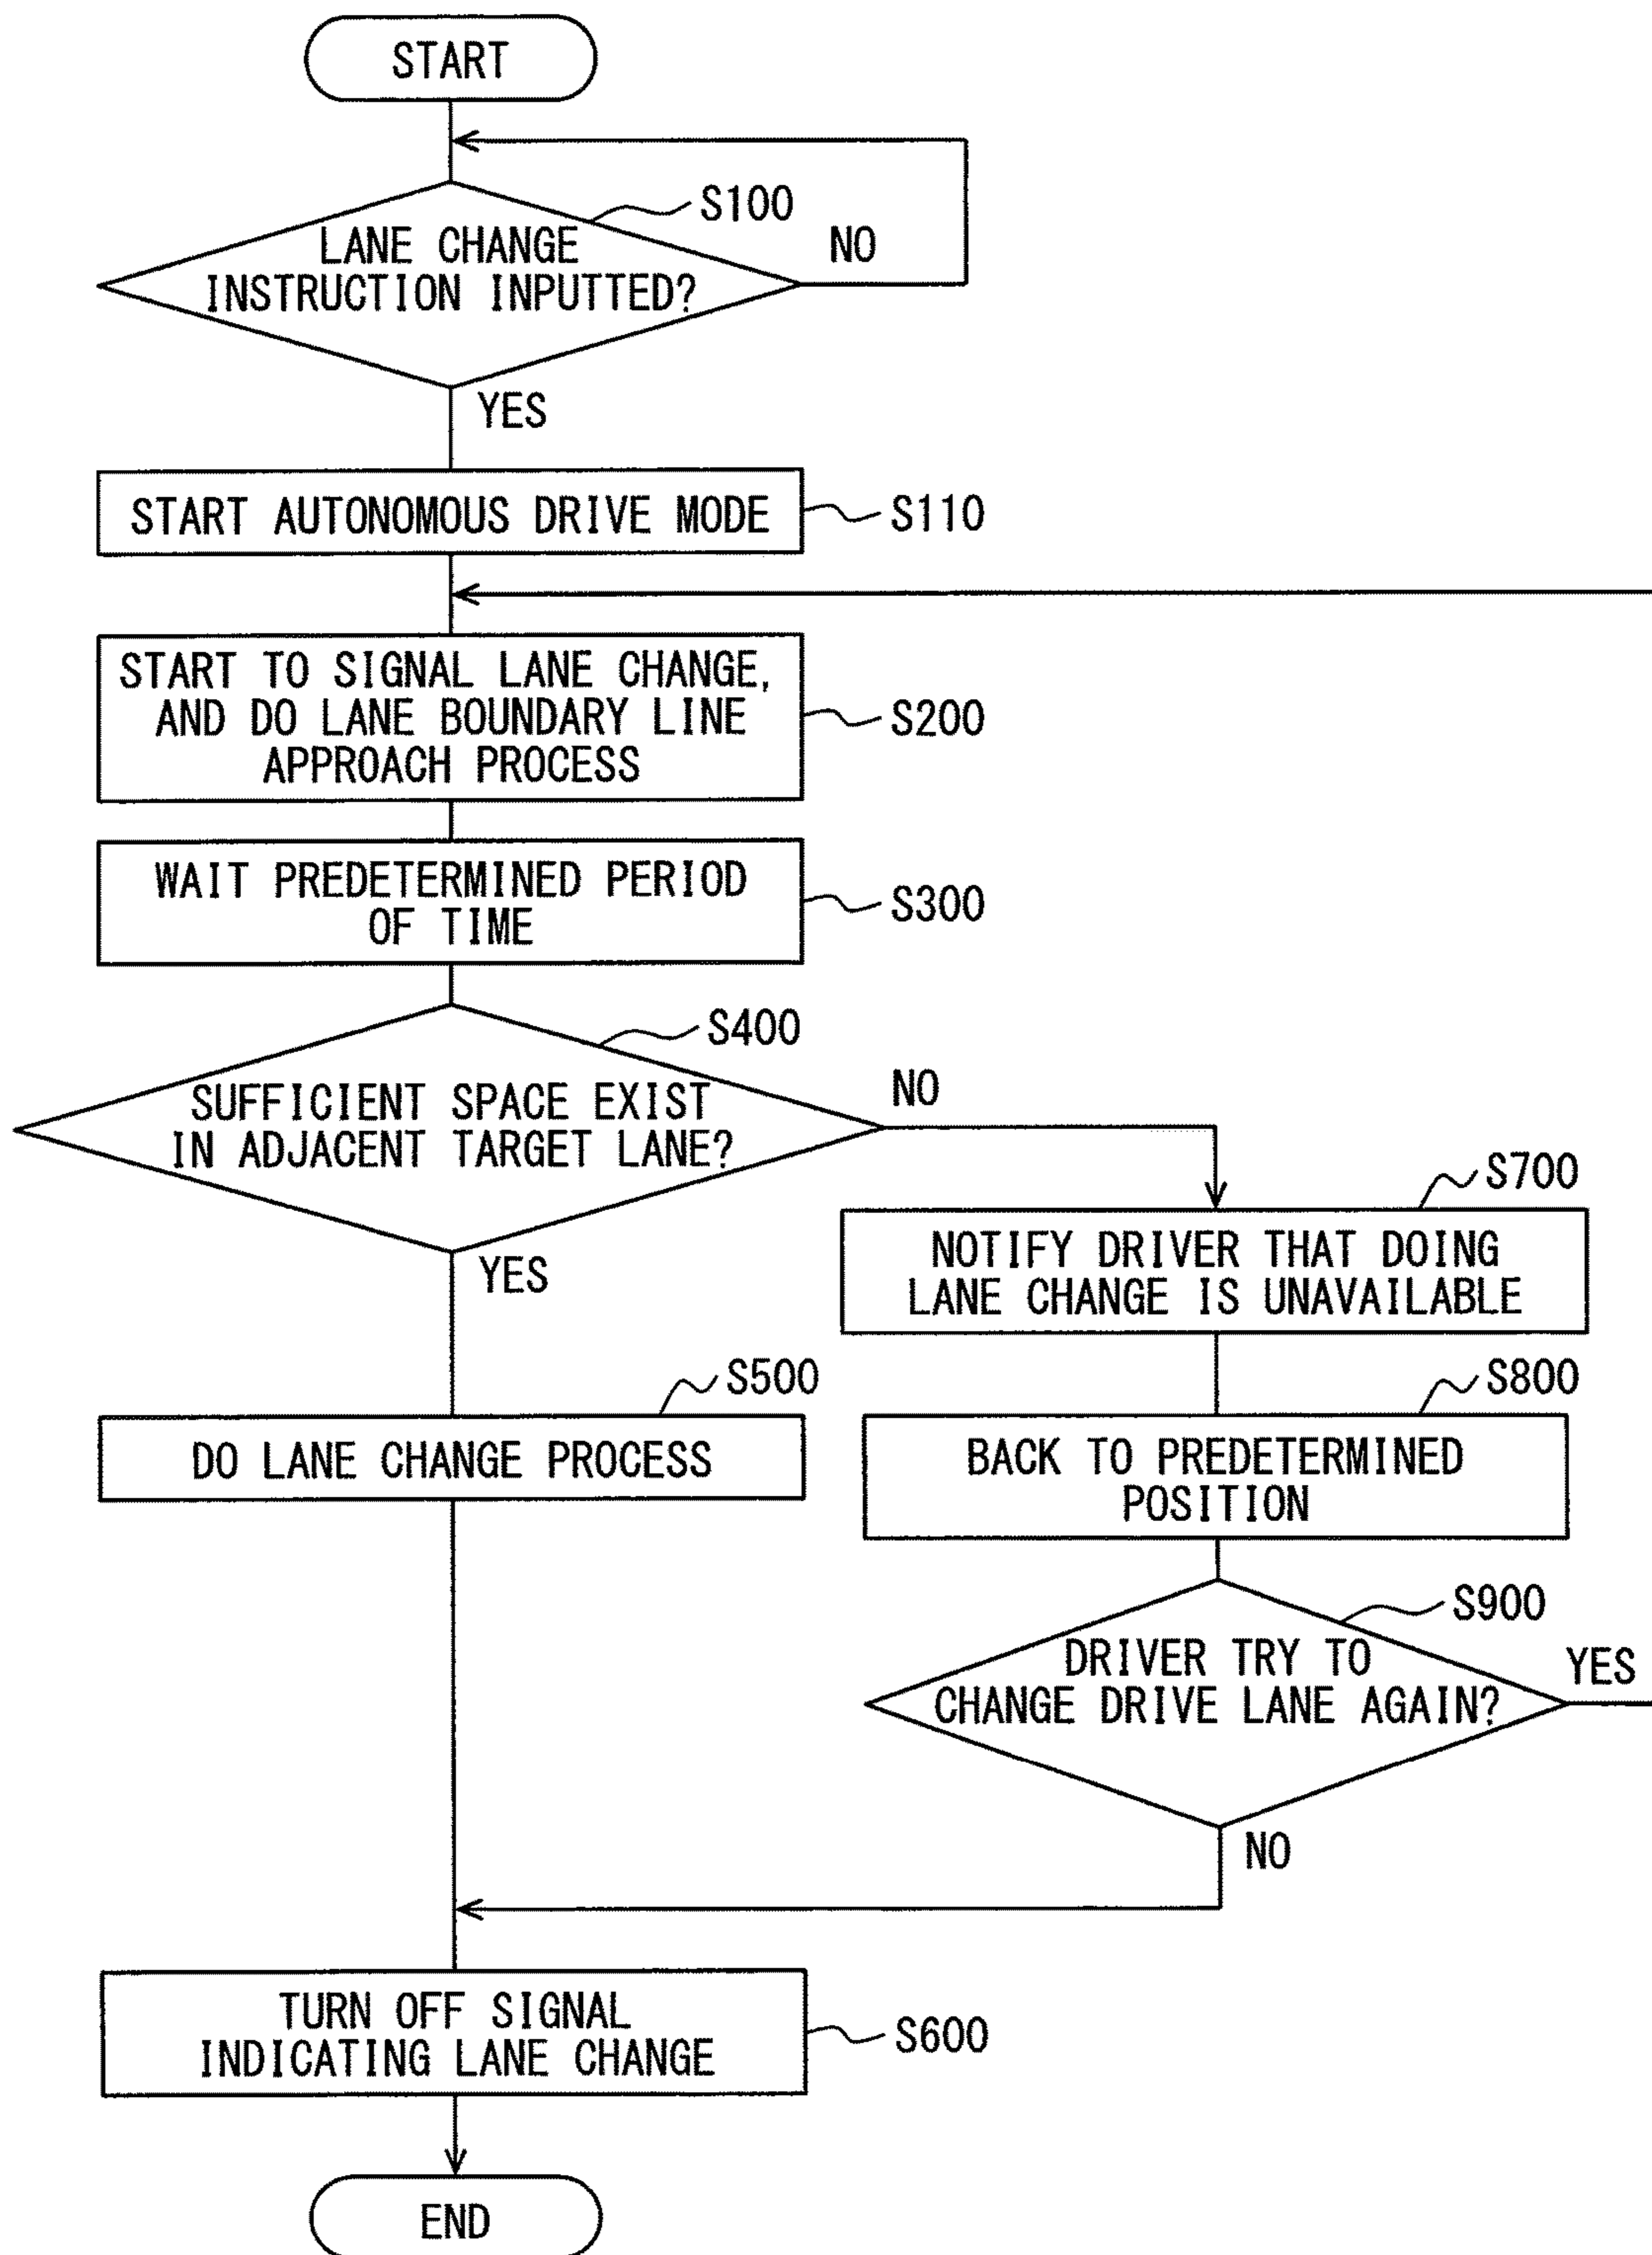 START
S100
LANE CHANGE
INSTRUCTION INPUTTED?
NO
YES
START AUTONOMOUS DRIVE MODE
S110
START TO SIGNAL LANE CHANGE,
AND DO LANE BOUNDARY LINE
APPROACH PROCESS
S200
WAIT PREDETERMINED PERIOD
OF TIME
S300
S400
SUFFICIENT SPACE EXIST
IN ADJACENT TARGET LANE?
NO
YES
S700
NOTIFY DRIVER THAT DOING
LANE CHANGE IS UNAVAILABLE
S500
DO LANE CHANGE PROCESS
S800
BACK TO PREDETERMINED
POSITION
S900
DRIVER TRY TO
CHANGE DRIVE LANE AGAIN?
YES
NO
TURN OFF SIGNAL
INDICATING LANE CHANGE
S600
END